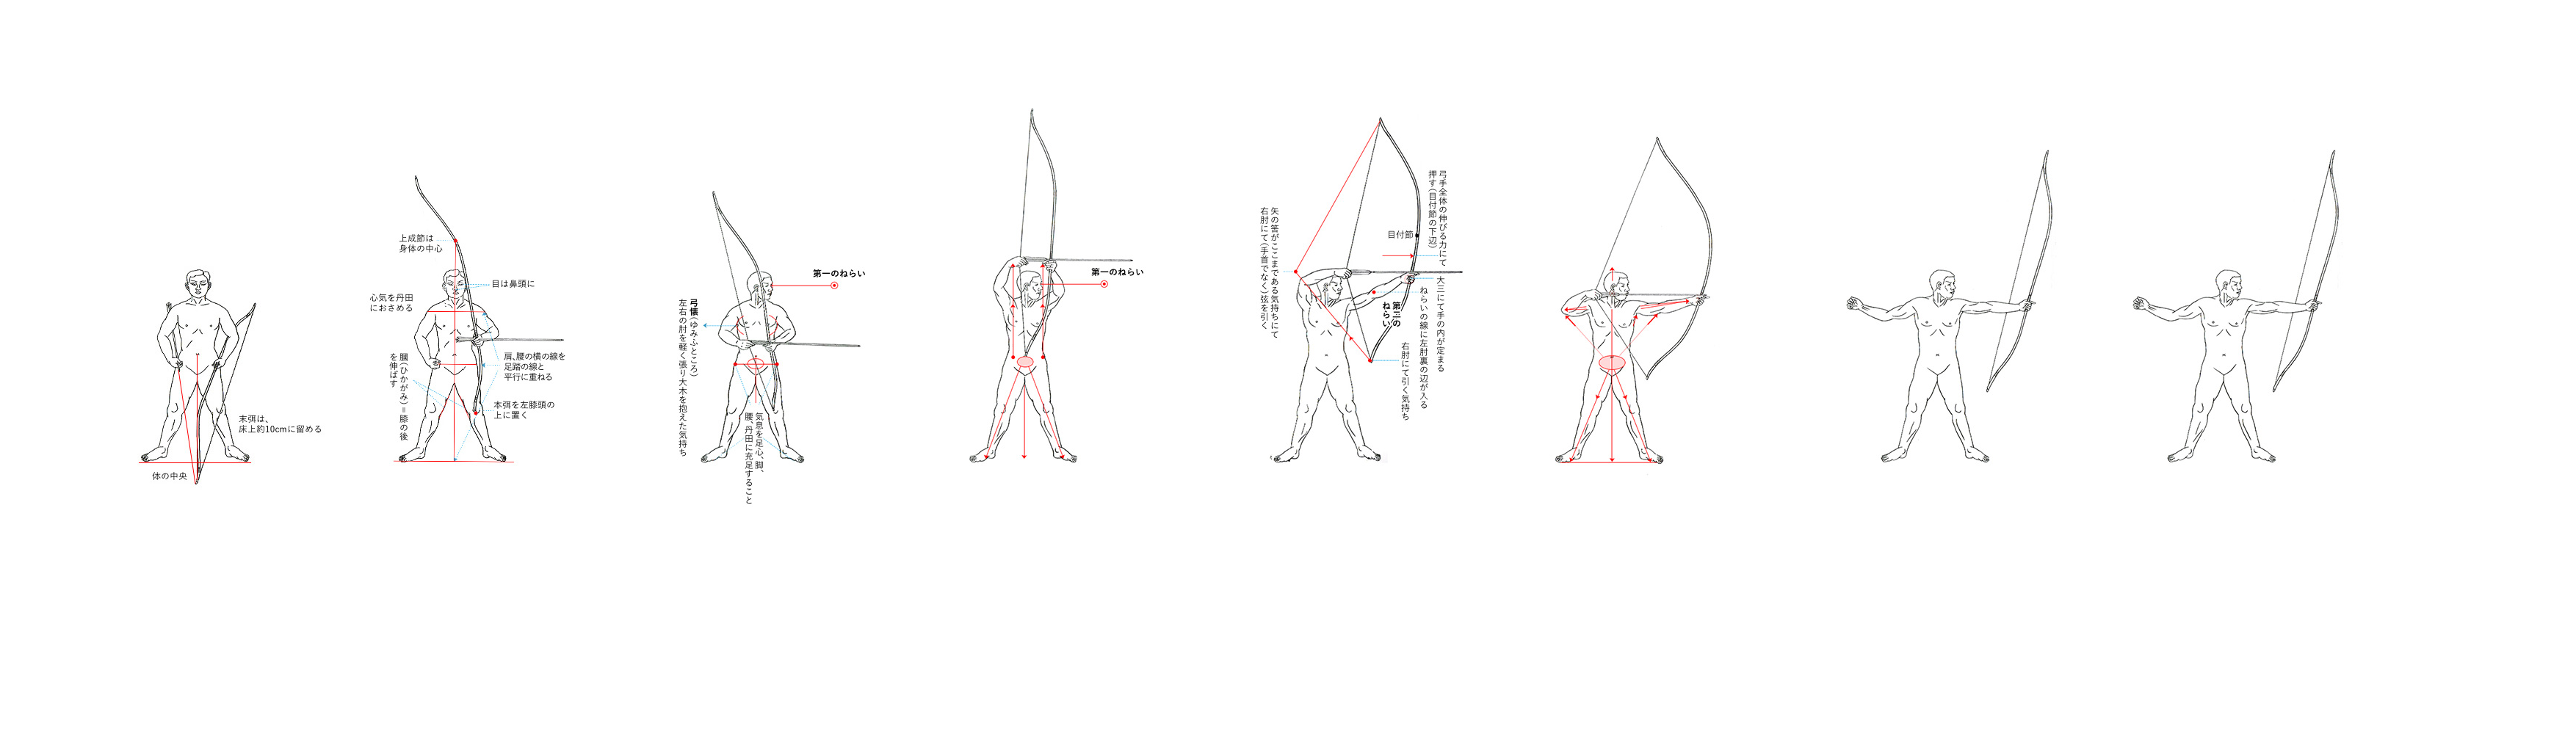 末弭は、
床上約10cmに留める
体の中央
上成節は
身体の中心
目は鼻頭に
心気を丹田
におさめる
膕(ひかがみ)=膝の後
を伸ばす
肩、腰の横の線を
足踏の線と
平行に重ねる
本弭を左膝頭の
上に置く
第一のねらい
弓懐(ゆみふところ)
左右の肘を軽く張り大木を抱えた気持ち
気息を足心、脚、
腰、丹田に充足すること
第一のねらい
矢の筈がここまである気持ちにて
右肘にて(手首でなく)弦を引く
弓手全体の伸びる力にて
押す(目付節の下辺)
目付節
大三にて手の内が定まる
ねらいの線に左肘裏の辺が入る
第二の
ねらい
右肘にて引く気持ち